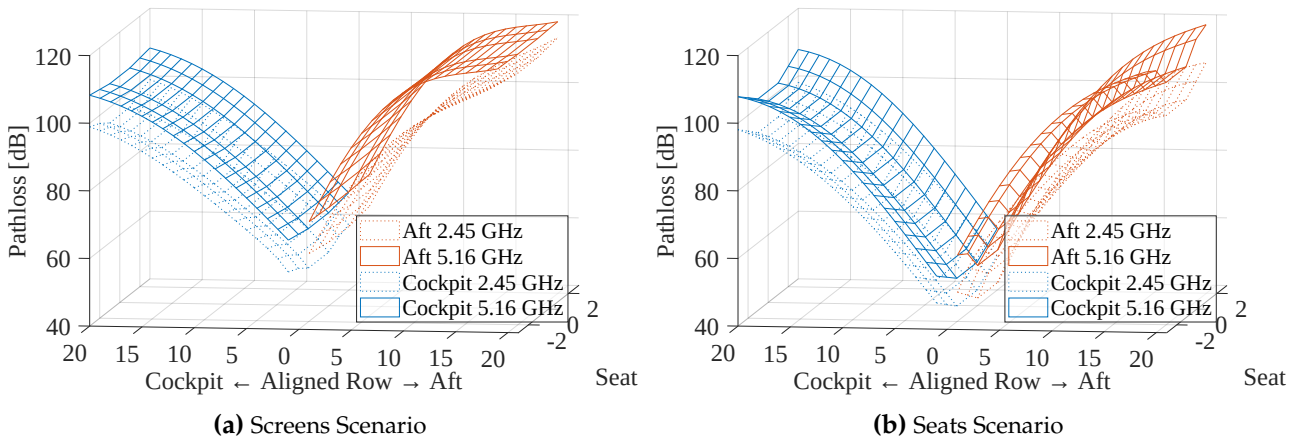 120
100
80
60
40
Pathloss [dB]
20
15
10
5
0
5
10
15
20
-2
0
2
Cockpit ← Aligned Row → Aft
Seat
Aft 2.45 GHz
Aft 5.16 GHz
Cockpit 2.45 GHz
Cockpit 5.16 GHz
(a) Screens Scenario
120
100
80
60
40
Pathloss [dB]
20
15
10
5
0
5
10
15
20
-2
0
2
Cockpit ← Aligned Row → Aft
Seat
Aft 2.45 GHz
Aft 5.16 GHz
Cockpit 2.45 GHz
Cockpit 5.16 GHz
(b) Seats Scenario